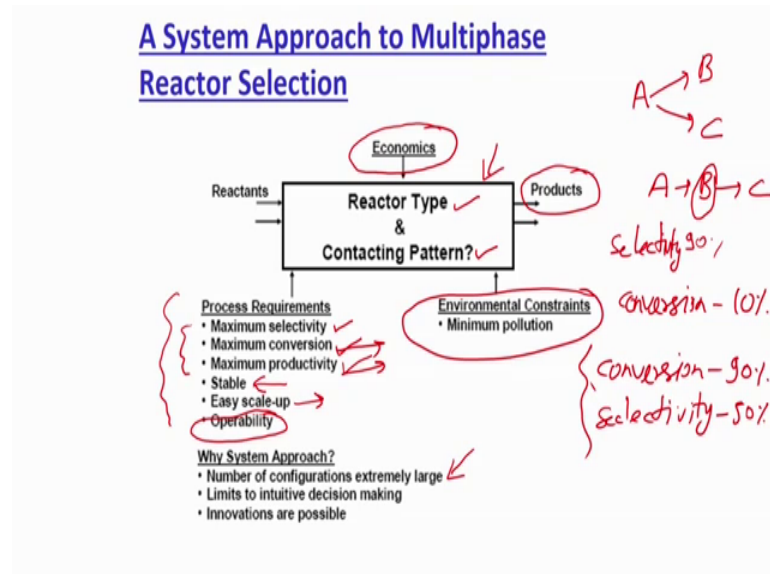 A System Approach to Multiphase
Reactor Selection
A
B
C
Economics
Reactants
Reactor Type
&
Contacting Pattern?
Products
A → B → C
Selectifty 90%
Conversion - 10%
Process Requirements
• Maximum selectivity
• Maximum conversion
• Maximum productivity
• Stable
• Easy scale-up
• Operability
Environmental Constraints
• Minimum pollution
Conversion - 90%
Seclectivity - 50%
Why System Approach?
• Number of configurations extremely large
• Limits to intuitive decision making
• Innovations are possible